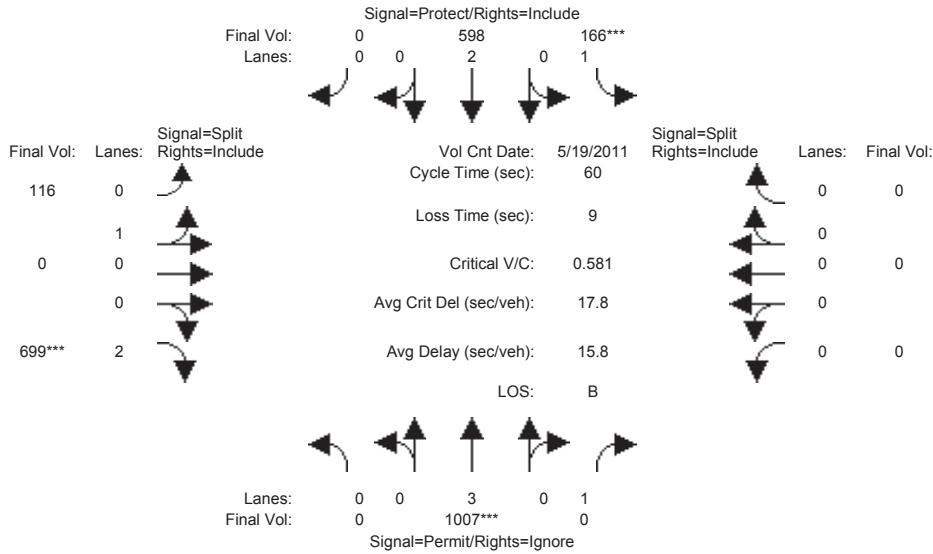 Signal=Protect/Rights=Include
Final Vol: 0 598 166***
Lanes: 0 0 2 0 1
Signal=Split
Final Vol: Lanes: Rights=Include
Vol Cnt Date: 5/19/2011
Signal=Split
Rights=Include Lanes: Final Vol:
116 0
Cycle Time (sec): 60
0 0
Loss Time (sec): 9
1
0
0 0
Critical V/C: 0.581
0 0
0
Avg Crit Del (sec/veh): 17.8
0
699*** 2
Avg Delay (sec/veh): 15.8
0 0
LOS: B
Lanes: 0 0 3 0 1
Final Vol: 0 1007*** 0
Signal=Permit/Rights=Ignore